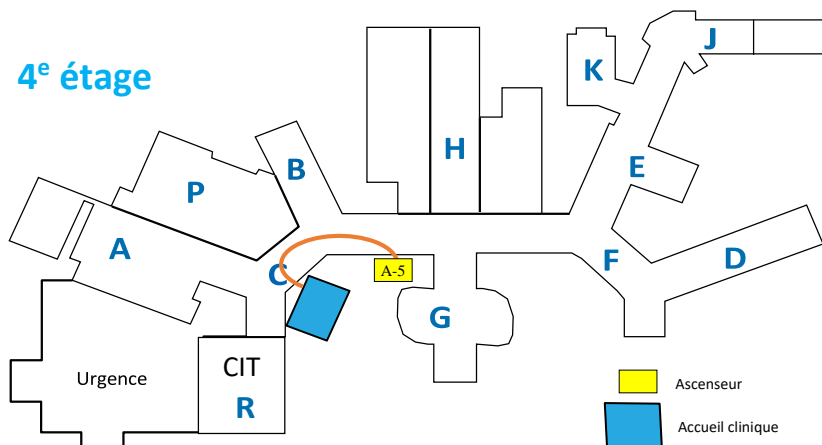 4e étage
J
K
B
H
P
E
A
C
A-5
F
D
G
Urgence
CIT
R
Ascenseur
Accueil clinique